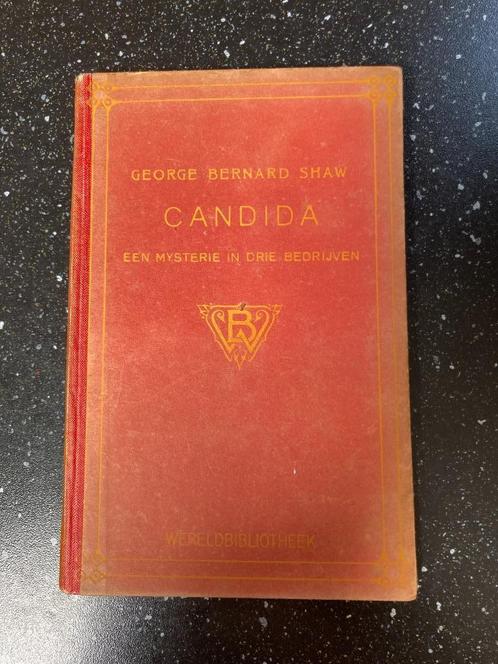 GEORGE BERNARD SHAW
CANDIDA
EEN MYSTERIE IN DRIE BEDRIJVEN
WB
WERELDBIBLIOTHEEK